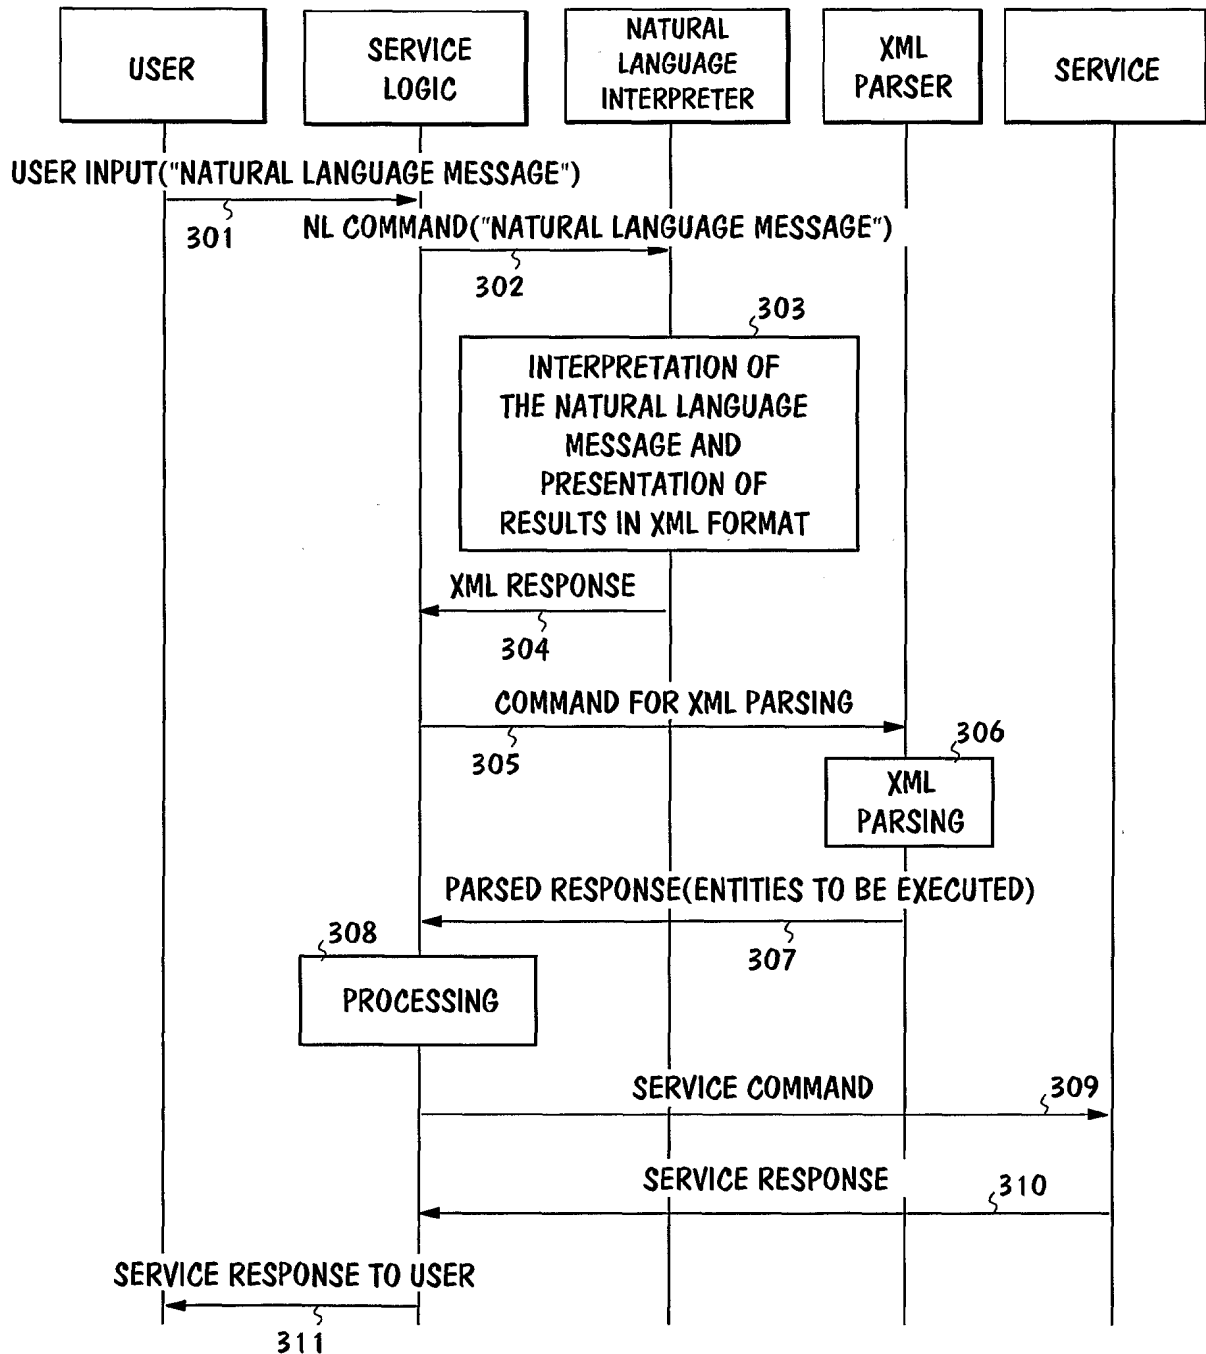 USER
SERVICE
LOGIC
NATURAL
LANGUAGE
INTERPRETER
XML
PARSER
SERVICE
USER INPUT("NATURAL LANGUAGE MESSAGE")
301
NL COMMAND("NATURAL LANGUAGE MESSAGE")
302
303
INTERPRETATION OF
THE NATURAL LANGUAGE
MESSAGE AND
PRESENTATION OF
RESULTS IN XML FORMAT
XML RESPONSE
304
COMMAND FOR XML PARSING
305
306
XML
PARSING
PARSED RESPONSE(ENTITIES TO BE EXECUTED)
307
308
PROCESSING
SERVICE COMMAND
309
SERVICE RESPONSE
310
SERVICE RESPONSE TO USER
311